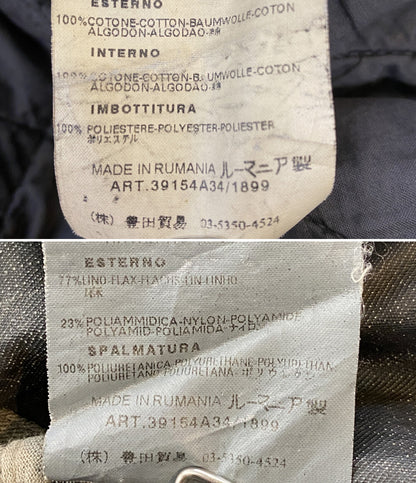 ESTERNO
100% COTONE-COTTON-BAUMWOLLE-COTON
ALGODON-ALGODAO-綿
INTERNO
100% COTONE-COTTON-BAUMWOLLE-COTON
ALGODON-ALGODAO-綿
IMBOTTITURA
100% POLIESTERE-POLYESTER-POLIESTER
ポリエステル
MADE IN RUMANIA ルーマニア製
ART. 39154A34/1899
(株) 豊田貿易 03-5350-4524
ESTERNO
77% LINO-FLAX-FLACHS-LIN-LINHO
23% POLIAMMIDICA-NYLON-POLYAMIDE
POLYAMID-POLIAMIDA-ナイロン
SPALMATURA
100% POLIURETANICA-POLYURETHANE-POLYURETHAN
POLIURETANO-POLIURETANA-ポリウレタン
MADE IN RUMANIA ルーマニア製
ART. 39154A34/1899
(株) 豊田貿易 03-5350-4524